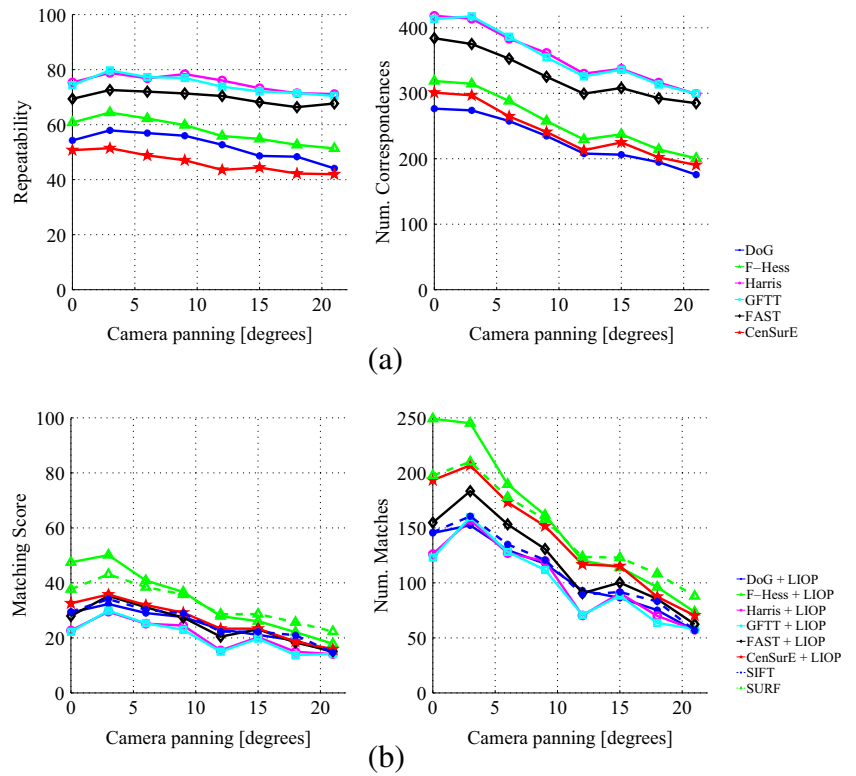 100
80
60
40
20
0
Repeatability
0 5 10 15 20
Camera panning [degrees]
400
300
200
100
0
Num. Correspondences
0 5 10 15 20
Camera panning [degrees]
DoG
F−Hess
Harris
GFTT
FAST
CenSurE
(a)
100
80
60
40
20
0
Matching Score
0 5 10 15 20
Camera panning [degrees]
250
200
150
100
50
0
Num. Matches
0 5 10 15 20
Camera panning [degrees]
DoG + LIOP
F−Hess + LIOP
Harris + LIOP
GFTT + LIOP
FAST + LIOP
CenSurE + LIOP
SIFT
SURF
(b)